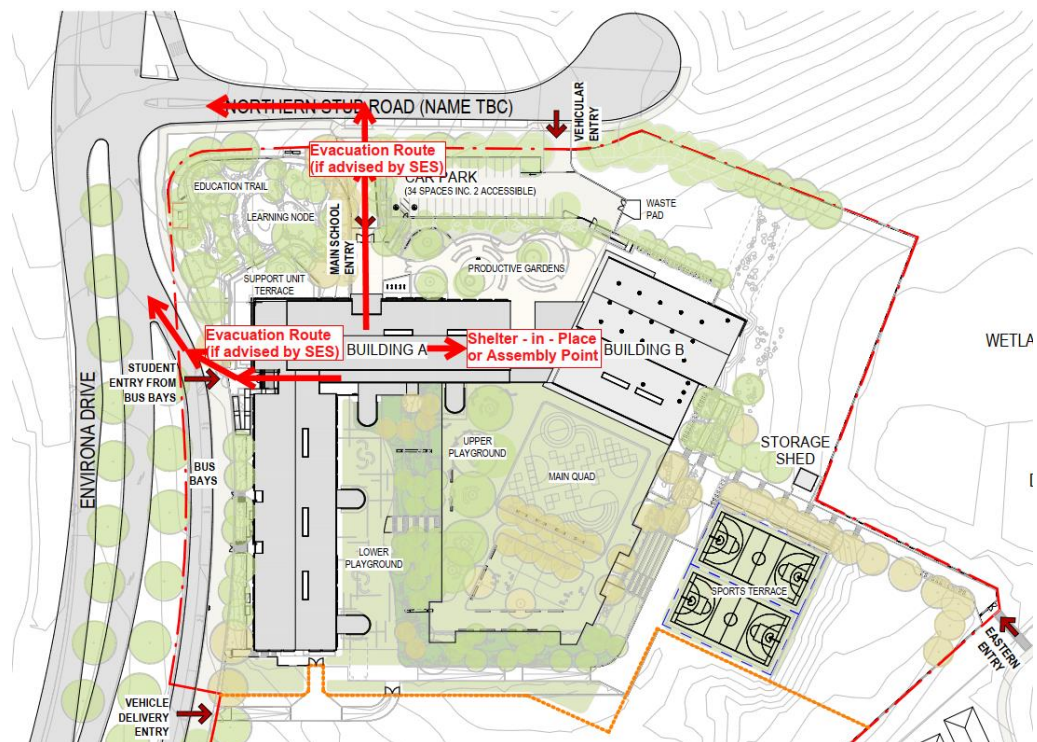 NORTHERN STUB ROAD (NAME TBC)
VEHICULAR
ENTRY
Evacuation Route
(if advised by SES)
CAR PARK
(34 SPACES INC. 2 ACCESSIBLE)
EDUCATION TRAIL
LEARNING NODE
WASTE
PAD
MAIN SCHOOL
ENTRY
PRODUCTIVE GARDENS
SUPPORT UNIT
TERRACE
Evacuation Route
(if advised by SES)
BUILDING A
Shelter - in - Place
or Assembly Point
BUILDING B
WETLA
STUDENT
ENTRY FROM
BUS BAYS
ENVIRONA DRIVE
BUS
BAYS
UPPER
PLAYGROUND
MAIN QUAD
STORAGE
SHED
D
LOWER
PLAYGROUND
SPORTS TERRACE
EASTERN
ENTRY
VEHICLE
DELIVERY
ENTRY